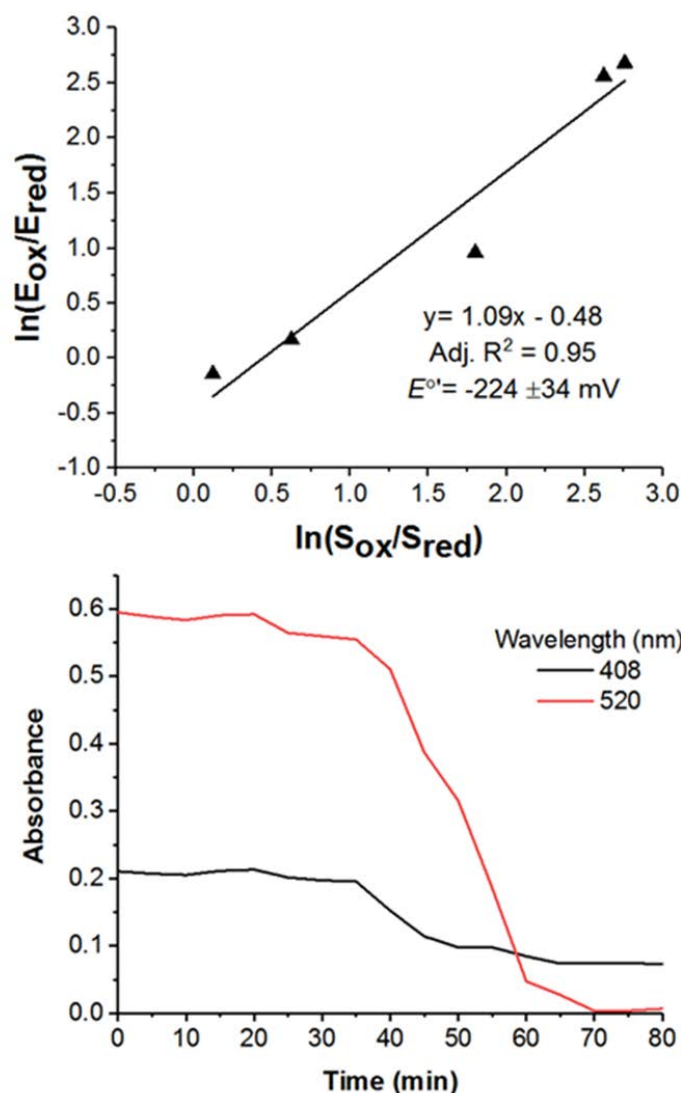 ln(Eox/Ered)
3.0
2.5
2.0
1.5
1.0
0.5
0.0
-0.5
-1.0
y= 1.09x - 0.48
Adj. R² = 0.95
E°'= -224 ±34 mV
-0.5 0.0 0.5 1.0 1.5 2.0 2.5 3.0
ln(Sox/Sred)
Absorbance
0.6
0.5
0.4
0.3
0.2
0.1
0.0
Wavelength (nm)
408
520
0 10 20 30 40 50 60 70 80
Time (min)